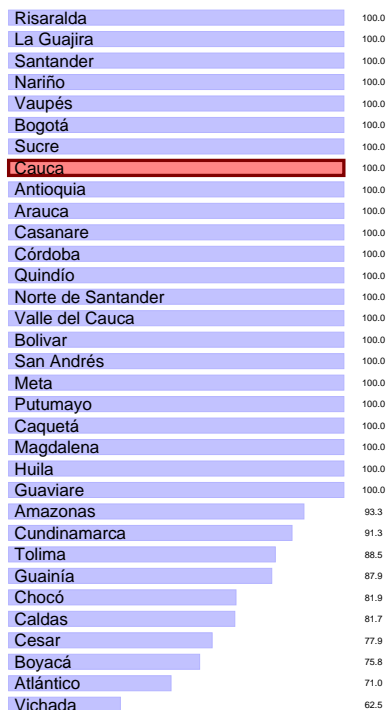 Risaralda 100.0
La Guajira 100.0
Santander 100.0
Nariño 100.0
Vaupés 100.0
Bogotá 100.0
Sucre 100.0
Cauca 100.0
Antioquia 100.0
Arauca 100.0
Casanare 100.0
Córdoba 100.0
Quindío 100.0
Norte de Santander 100.0
Valle del Cauca 100.0
Bolivar 100.0
San Andrés 100.0
Meta 100.0
Putumayo 100.0
Caquetá 100.0
Magdalena 100.0
Huila 100.0
Guaviare 100.0
Amazonas 93.3
Cundinamarca 91.3
Tolima 88.5
Guainía 87.9
Chocó 81.9
Caldas 81.7
Cesar 77.9
Boyacá 75.8
Atlántico 71.0
Vichada 62.5